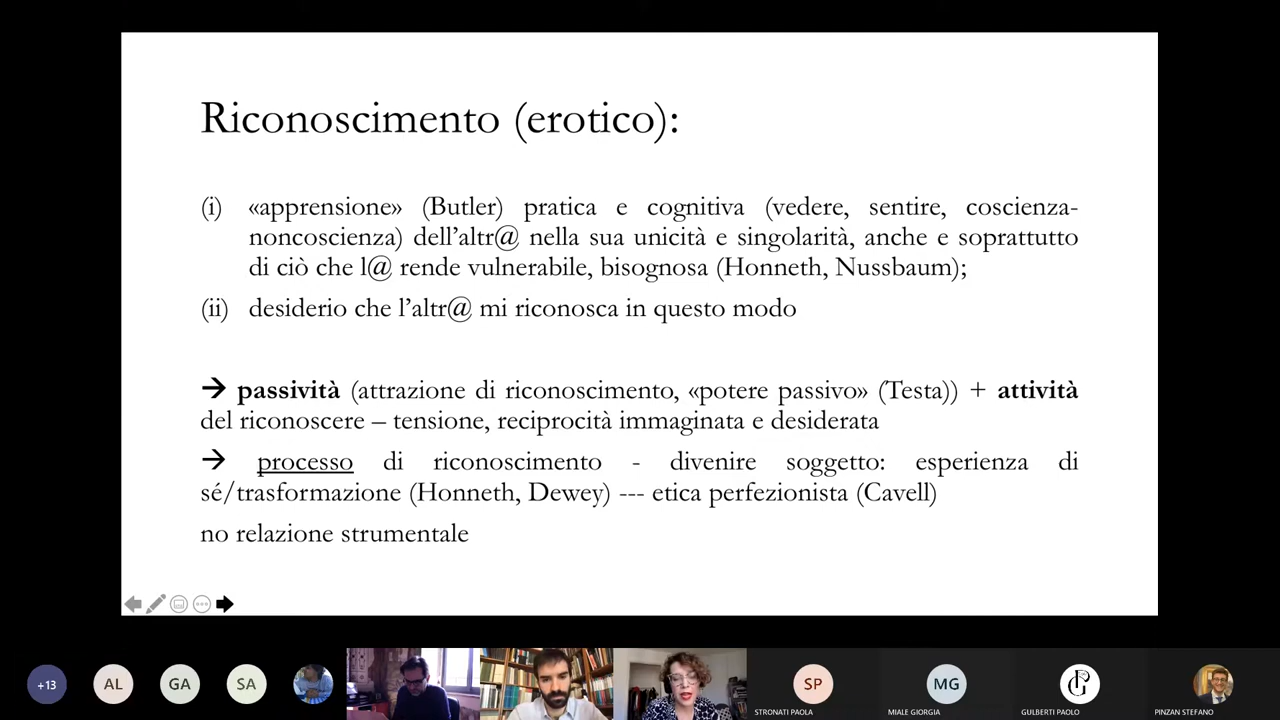 Riconoscimento (erotico):
(i) «apprensione» (Butler) pratica e cognitiva (vedere, sentire, coscienza-
noncoscienza) dell’altr@ nella sua unicità e singolarità, anche e soprattutto
di ciò che l@ rende vulnerabile, bisognosa (Honneth, Nussbaum);
(ii) desiderio che l’altr@ mi riconosca in questo modo
→ passività (attrazione di riconoscimento, «potere passivo» (Testa)) + attività
del riconoscere – tensione, reciprocità immaginata e desiderata
→ processo di riconoscimento - divenire soggetto: esperienza di
sé/trasformazione (Honneth, Dewey) --- etica perfezionista (Cavell)
no relazione strumentale
+13
AL
GA
SA
SP
MG
STRONATI PAOLA
MIALE GIORGIA
GULBERTI PAOLO
PINZAN STEFANO